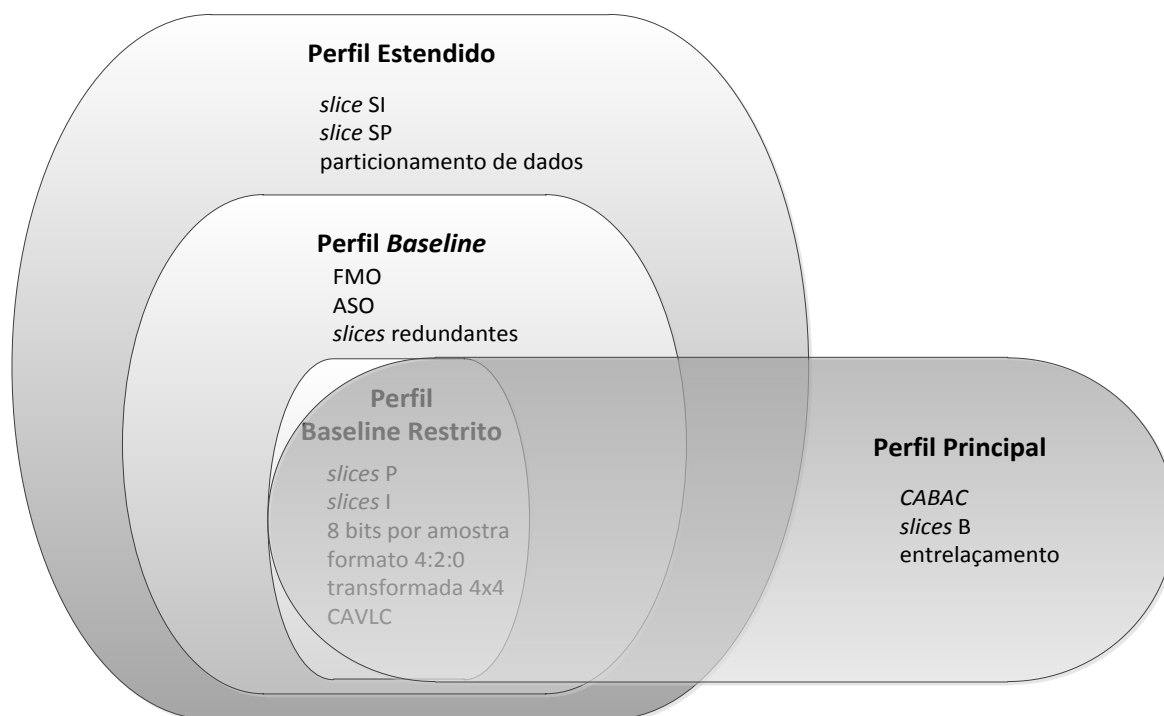 Perfil Estendido
slice SI
slice SP
particionamento de dados
Perfil Baseline
FMO
ASO
slices redundantes
Perfil
Baseline Restrito
slices P
slices I
8 bits por amostra
formato 4:2:0
transformada 4x4
CAVLC
Perfil Principal
CABAC
slices B
entrelaçamento